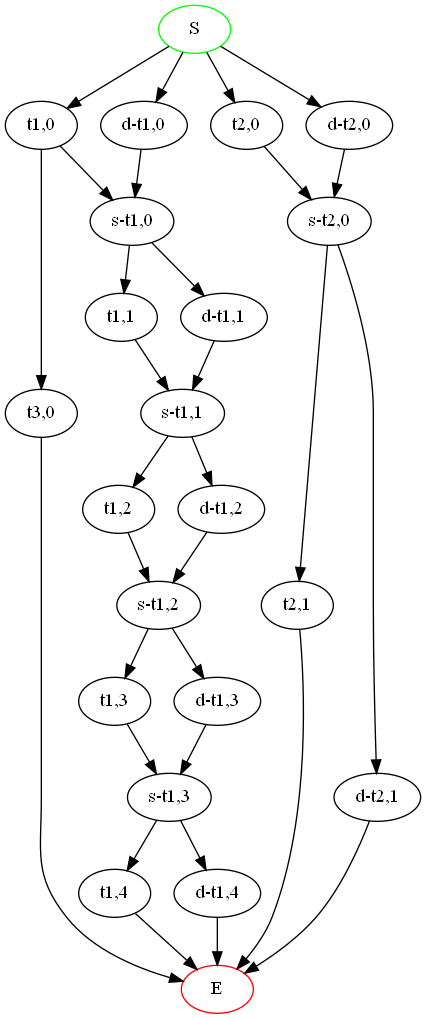 S
t1,0
d-t1,0
t2,0
d-t2,0
s-t1,0
s-t2,0
t1,1
d-t1,1
t3,0
s-t1,1
t1,2
d-t1,2
s-t1,2
t2,1
t1,3
d-t1,3
s-t1,3
d-t2,1
t1,4
d-t1,4
E